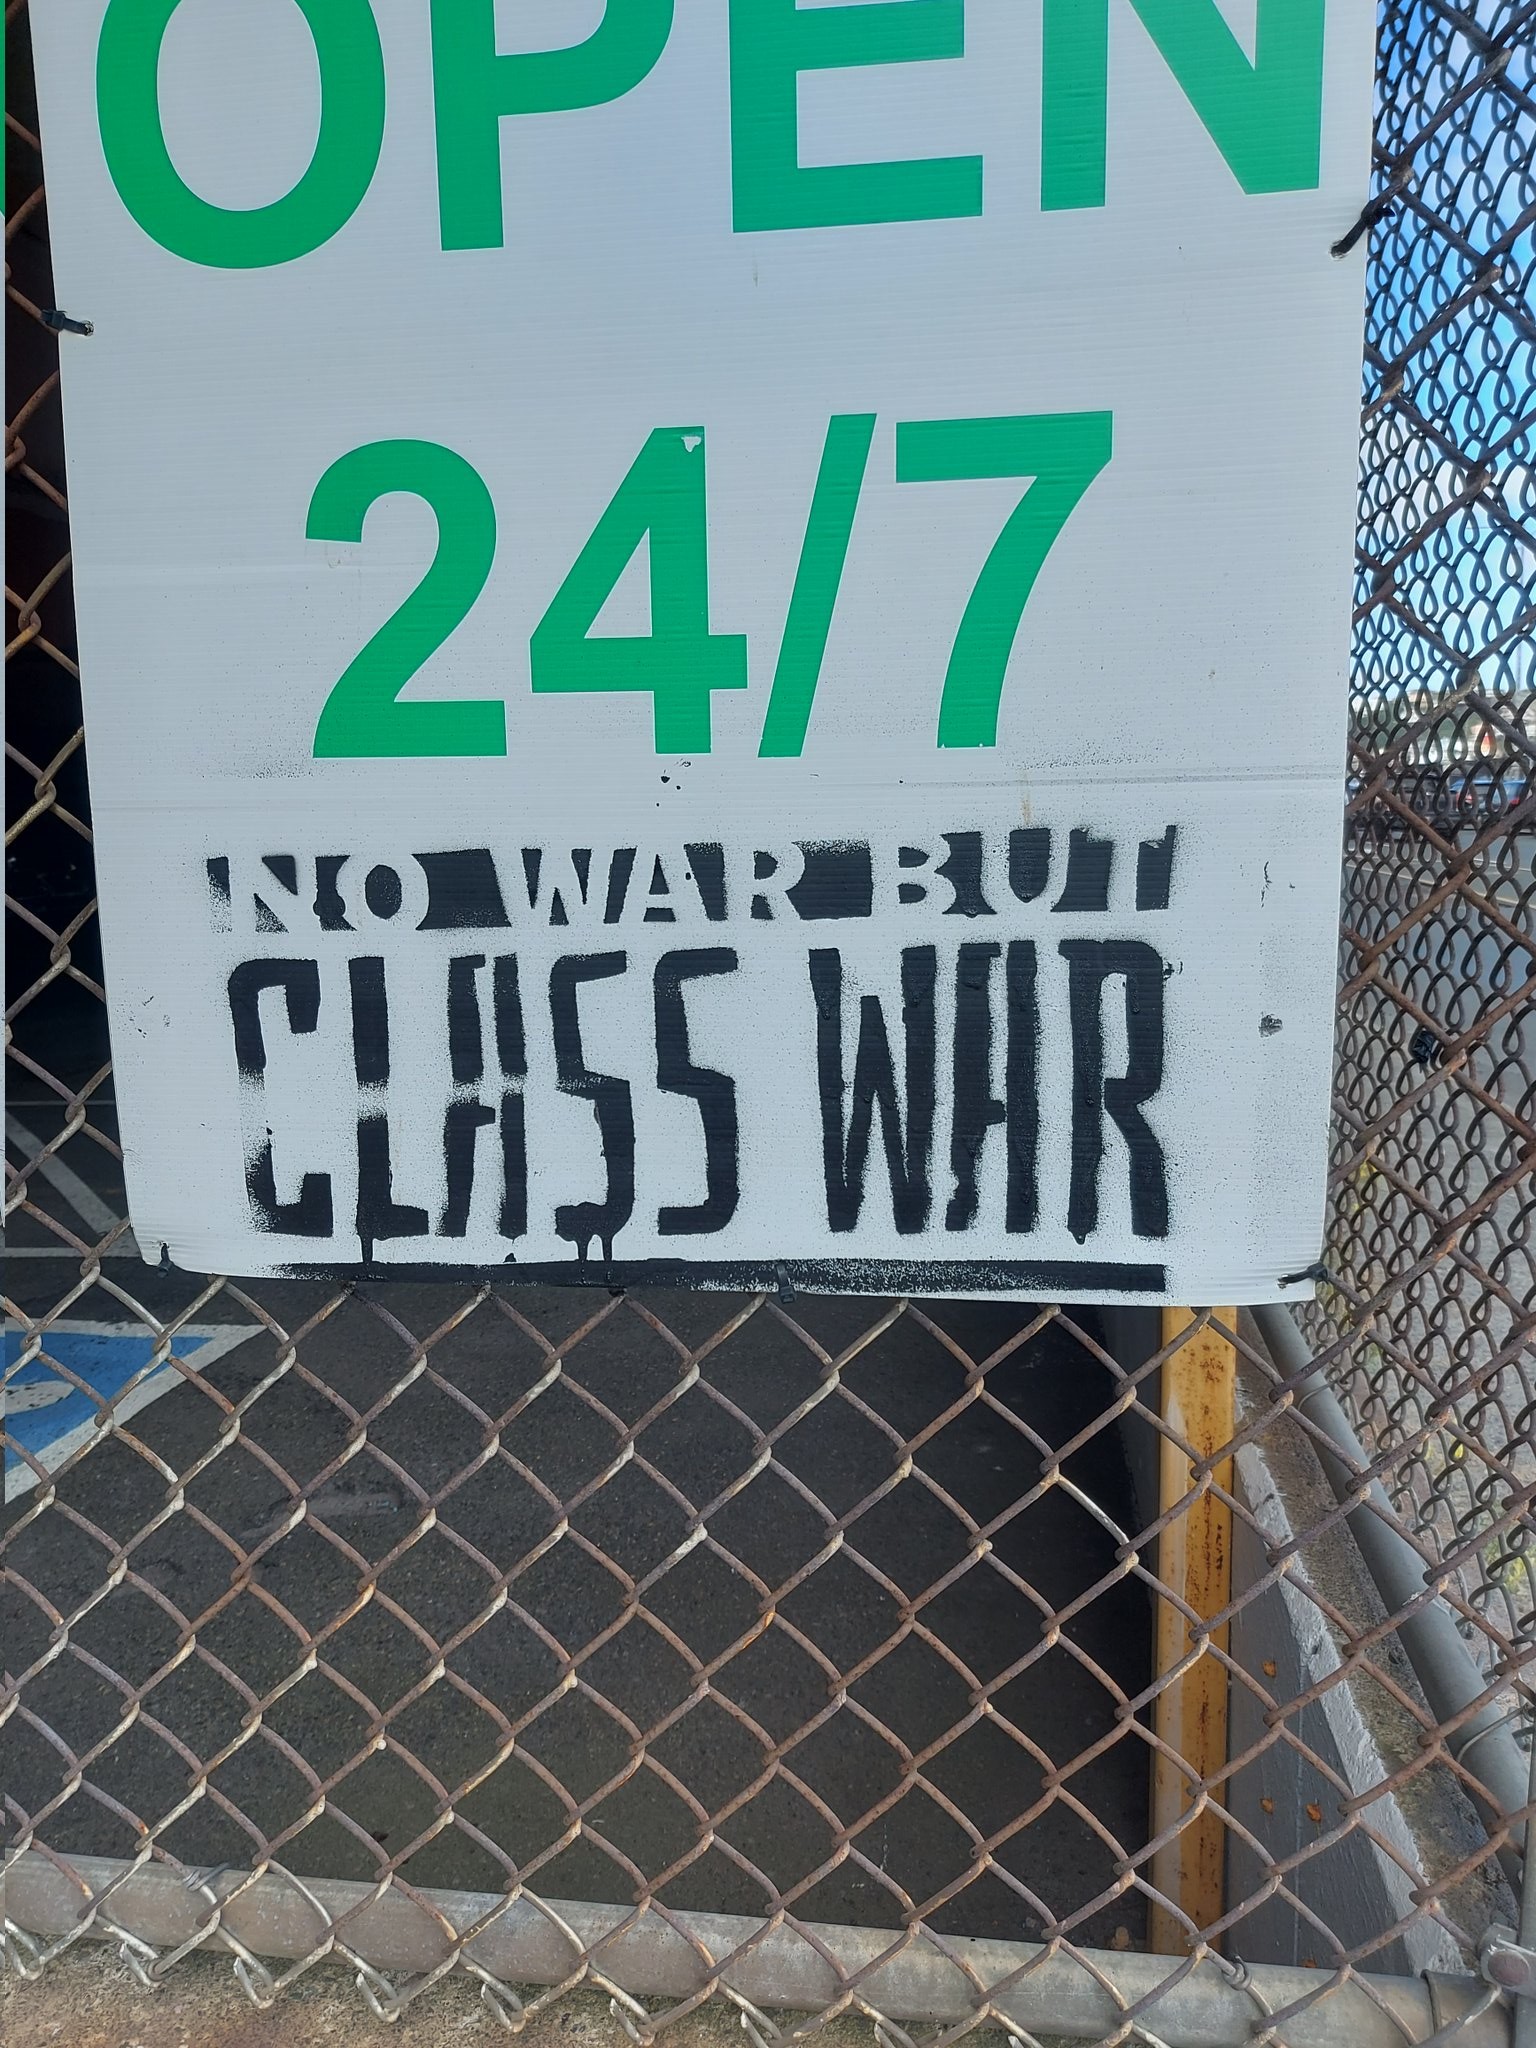 OPEN
24/7
NO WAR BUT
CLASS WAR